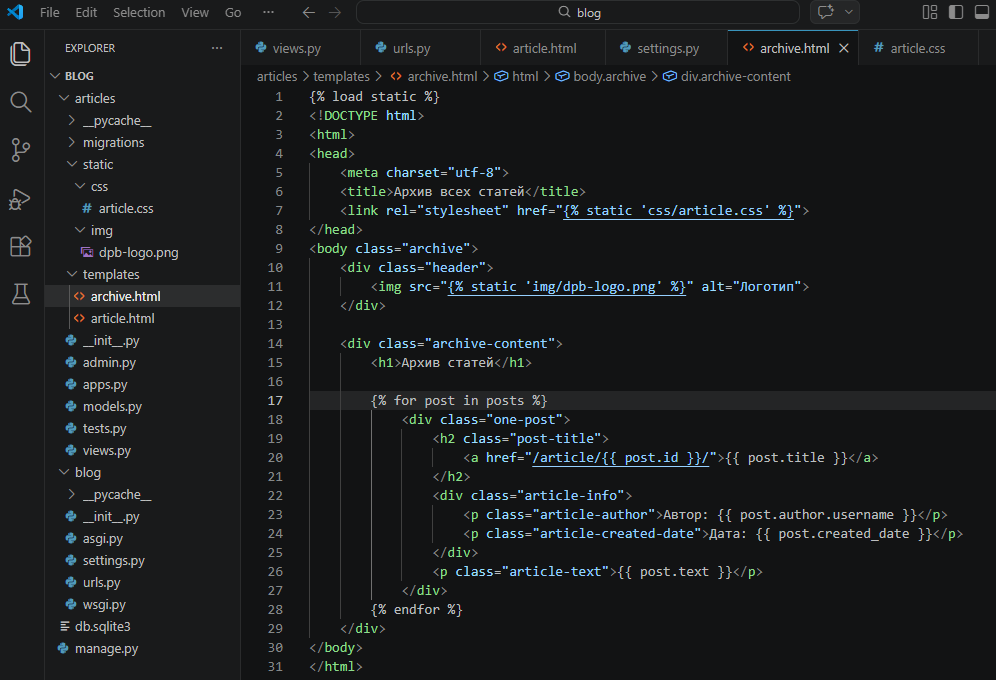 File Edit Selection View Go ··· blog
EXPLORER ···
BLOG
articles
__pycache__
migrations
static
css
# article.css
img
dpb-logo.png
templates
<> archive.html
<> article.html
__init__.py
admin.py
apps.py
models.py
tests.py
views.py
blog
__pycache__
__init__.py
asgi.py
settings.py
urls.py
wsgi.py
db.sqlite3
manage.py
views.py urls.py <> article.html settings.py <> archive.html × # article.css
articles > templates > <> archive.html > html > body.archive > div.archive-content
1 {% load static %}
2 <!DOCTYPE html>
3 <html>
4 <head>
5 <meta charset="utf-8">
6 <title>Архив всех статей</title>
7 <link rel="stylesheet" href="{% static 'css/article.css' %}">
8 </head>
9 <body class="archive">
10 <div class="header">
11 <img src="{% static 'img/dpb-logo.png' %}" alt="Логотип">
12 </div>
13
14 <div class="archive-content">
15 <h1>Архив статей</h1>
16
17 {% for post in posts %}
18 <div class="one-post">
19 <h2 class="post-title">
20 <a href="/article/{{ post.id }}/">{{ post.title }}</a>
21 </h2>
22 <div class="article-info">
23 <p class="article-author">Автор: {{ post.author.username }}</p>
24 <p class="article-created-date">Дата: {{ post.created_date }}</p>
25 </div>
26 <p class="article-text">{{ post.text }}</p>
27 </div>
28 {% endfor %}
29 </div>
30 </body>
31 </html>